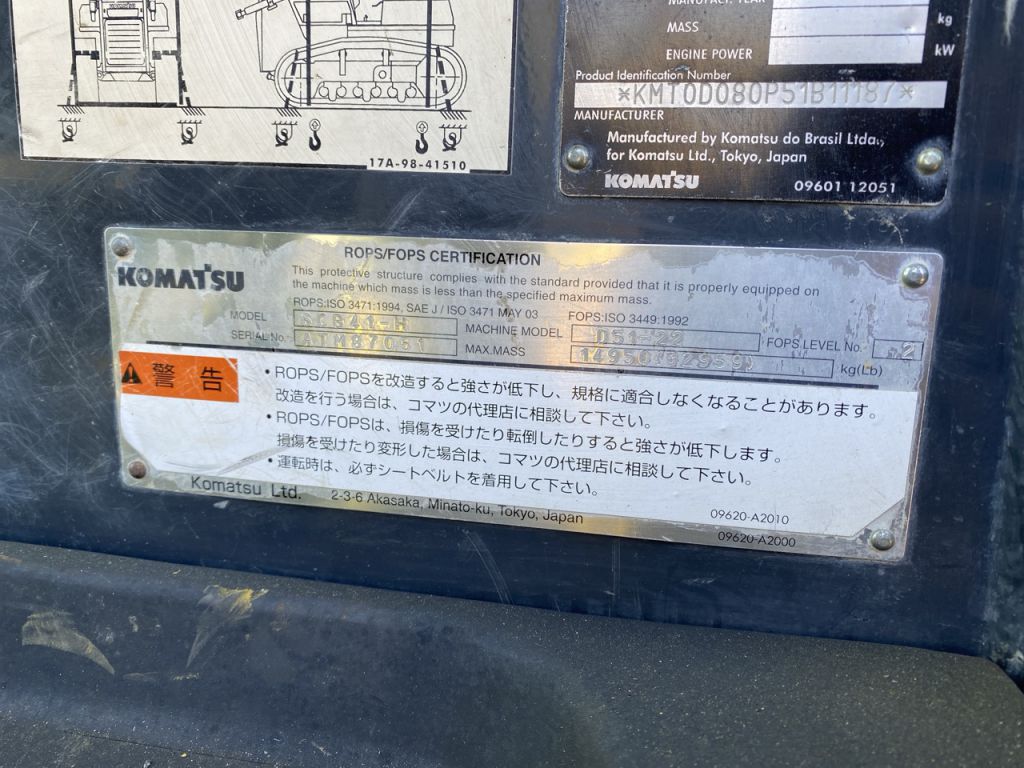 17A-98-41510
MANUFACT. YEAR
MASS
kg
ENGINE POWER
kW
Product Identification Number
*KMT0D080P51B11187*
MANUFACTURER
Manufactured by Komatsu do Brasil Ltda.,
for Komatsu Ltd., Tokyo, Japan
KOMATSU
09601 12051
ROPS/FOPS CERTIFICATION
KOMATSU
This protective structure complies with the standard provided that it is properly equipped on
the machine which mass is less than the specified maximum mass.
ROPS:ISO 3471:1994, SAE J / ISO 3471 MAY 03 FOPS:ISO 3449:1992
MODEL MACHINE MODEL D51-22 FOPS LEVEL No. 2
SERIAL No. ATM87051 MAX.MASS 14950(32959) kg(Lb)
警告
・ROPS/FOPSを改造すると強さが低下し、規格に適合しなくなることがあります。
改造を行う場合は、コマツの代理店に相談して下さい。
・ROPS/FOPSは、損傷を受けたり転倒したりすると強さが低下します。
損傷を受けたり変形した場合は、コマツの代理店に相談して下さい。
・運転時は、必ずシートベルトを着用して下さい。
Komatsu Ltd. 2-3-6 Akasaka, Minato-ku, Tokyo, Japan
09620-A2010
09620-A2000